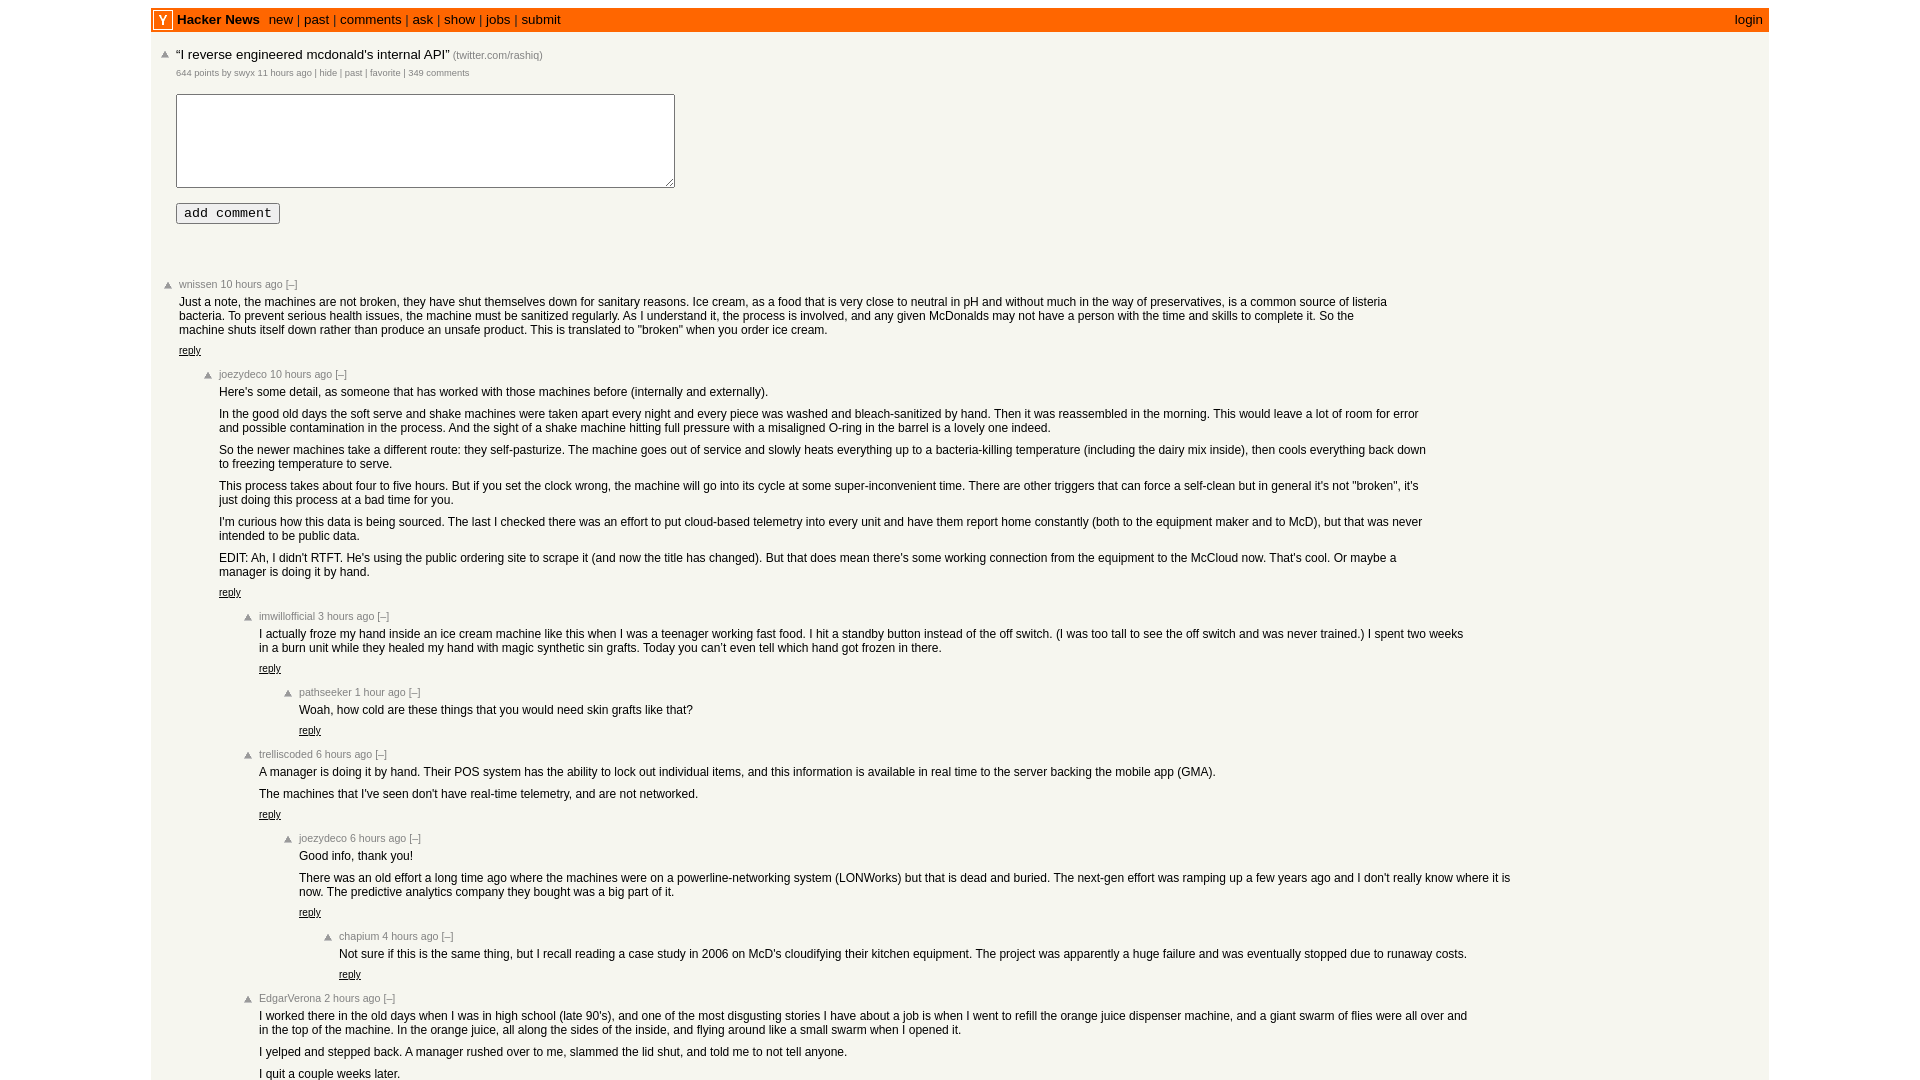 Y Hacker News new | past | comments | ask | show | jobs | submit login
“I reverse engineered mcdonald's internal API” (twitter.com/rashiq)
644 points by swyx 11 hours ago | hide | past | favorite | 349 comments
add comment
wnissen 10 hours ago [–]
Just a note, the machines are not broken, they have shut themselves down for sanitary reasons. Ice cream, as a food that is very close to neutral in pH and without much in the way of preservatives, is a common source of listeria
bacteria. To prevent serious health issues, the machine must be sanitized regularly. As I understand it, the process is involved, and any given McDonalds may not have a person with the time and skills to complete it. So the
machine shuts itself down rather than produce an unsafe product. This is translated to "broken" when you order ice cream.
reply
joezydeco 10 hours ago [–]
Here's some detail, as someone that has worked with those machines before (internally and externally).
In the good old days the soft serve and shake machines were taken apart every night and every piece was washed and bleach-sanitized by hand. Then it was reassembled in the morning. This would leave a lot of room for error
and possible contamination in the process. And the sight of a shake machine hitting full pressure with a misaligned O-ring in the barrel is a lovely one indeed.
So the newer machines take a different route: they self-pasturize. The machine goes out of service and slowly heats everything up to a bacteria-killing temperature (including the dairy mix inside), then cools everything back down
to freezing temperature to serve.
This process takes about four to five hours. But if you set the clock wrong, the machine will go into its cycle at some super-inconvenient time. There are other triggers that can force a self-clean but in general it's not "broken", it's
just doing this process at a bad time for you.
I'm curious how this data is being sourced. The last I checked there was an effort to put cloud-based telemetry into every unit and have them report home constantly (both to the equipment maker and to McD), but that was never
intended to be public data.
EDIT: Ah, I didn't RTFT. He's using the public ordering site to scrape it (and now the title has changed). But that does mean there's some working connection from the equipment to the McCloud now. That's cool. Or maybe a
manager is doing it by hand.
reply
imwillofficial 3 hours ago [–]
I actually froze my hand inside an ice cream machine like this when I was a teenager working fast food. I hit a standby button instead of the off switch. (I was too tall to see the off switch and was never trained.) I spent two weeks
in a burn unit while they healed my hand with magic synthetic sin grafts. Today you can’t even tell which hand got frozen in there.
reply
pathseeker 1 hour ago [–]
Woah, how cold are these things that you would need skin grafts like that?
reply
trelliscoded 6 hours ago [–]
A manager is doing it by hand. Their POS system has the ability to lock out individual items, and this information is available in real time to the server backing the mobile app (GMA).
The machines that I've seen don't have real-time telemetry, and are not networked.
reply
joezydeco 6 hours ago [–]
Good info, thank you!
There was an old effort a long time ago where the machines were on a powerline-networking system (LONWorks) but that is dead and buried. The next-gen effort was ramping up a few years ago and I don't really know where it is
now. The predictive analytics company they bought was a big part of it.
reply
chapium 4 hours ago [–]
Not sure if this is the same thing, but I recall reading a case study in 2006 on McD's cloudifying their kitchen equipment. The project was apparently a huge failure and was eventually stopped due to runaway costs.
reply
EdgarVerona 2 hours ago [–]
I worked there in the old days when I was in high school (late 90's), and one of the most disgusting stories I have about a job is when I went to refill the orange juice dispenser machine, and a giant swarm of flies were all over and
in the top of the machine. In the orange juice, all along the sides of the inside, and flying around like a small swarm when I opened it.
I yelped and stepped back. A manager rushed over to me, slammed the lid shut, and told me to not tell anyone.
I quit a couple weeks later.